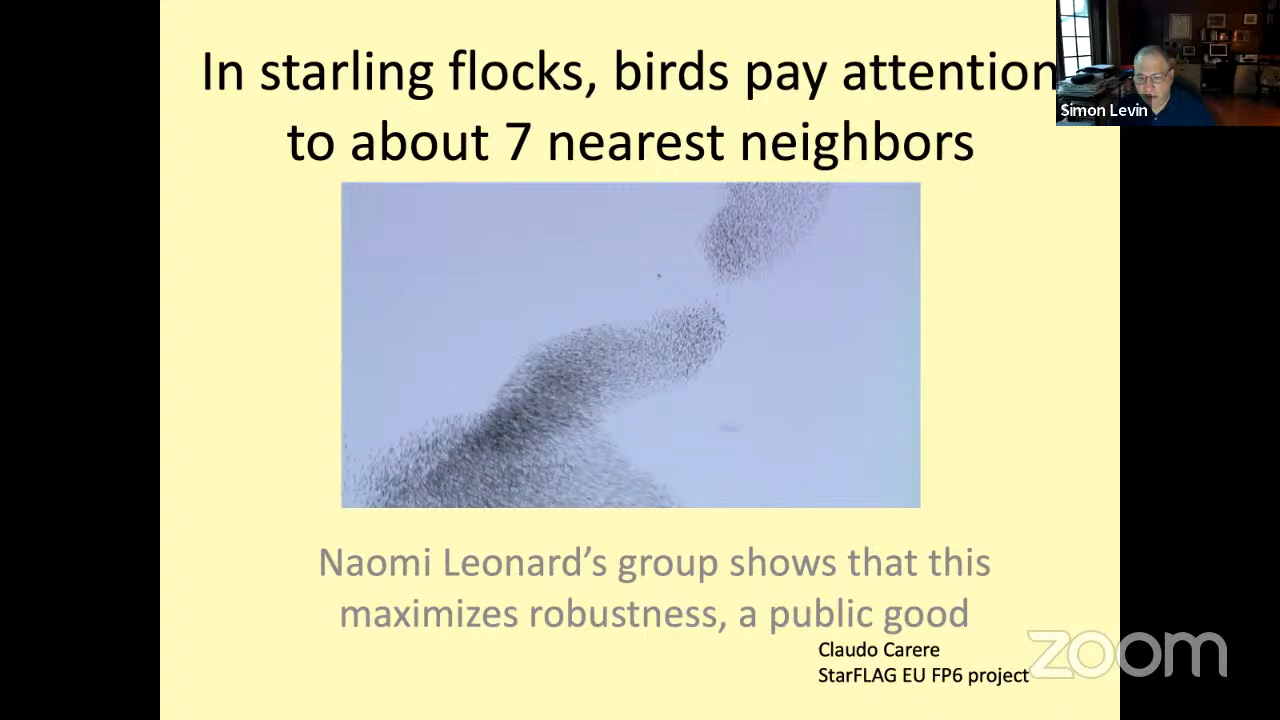 In starling flocks, birds pay attention
to about 7 nearest neighbors
Simon Levin
Naomi Leonard’s group shows that this
maximizes robustness, a public good
Claudo Carere
StarFLAG EU FP6 project
zoom